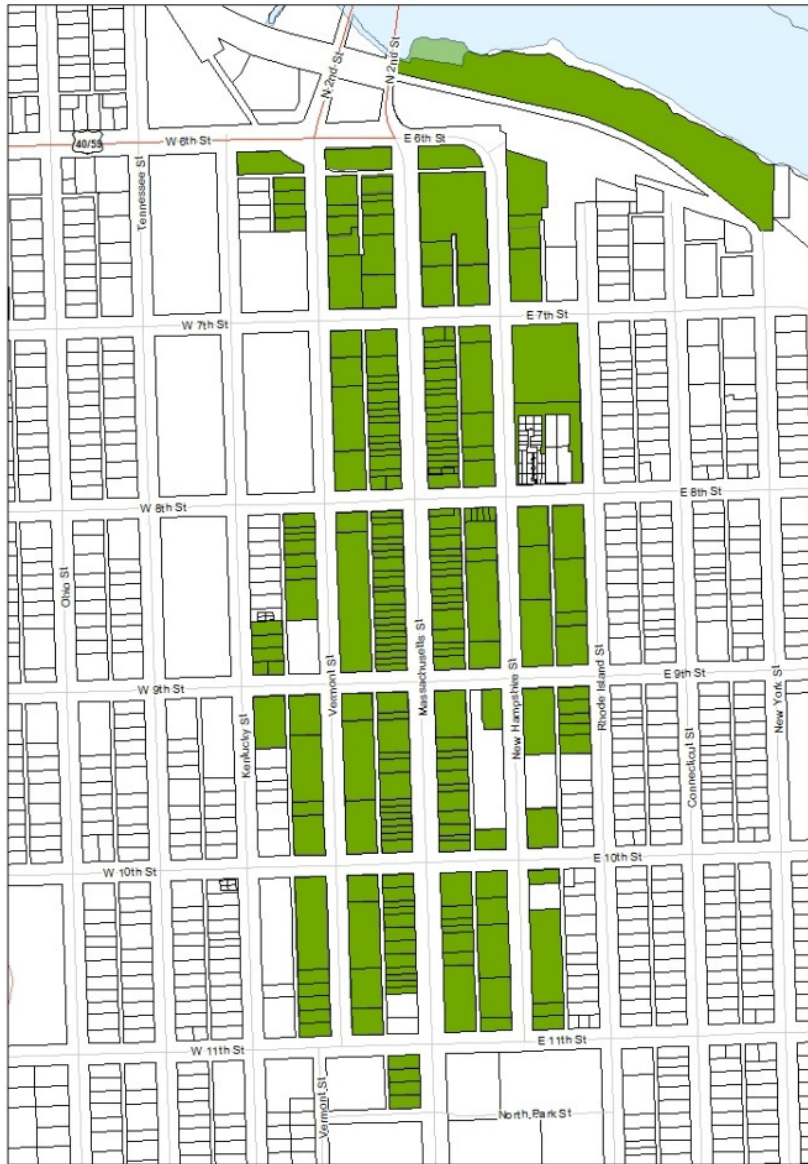 N 2nd St
N 2nd St
40/59
W 6th St
E 6th St
Tennessee St
W 7th St
E 7th St
W 8th St
E 8th St
Ohio St
Vermont St
Massachusetts St
New Hampshire St
Rhode Island St
W 9th St
E 9th St
Kentucky St
Connecticut St
New York St
W 10th St
E 10th St
W 11th St
E 11th St
Vermont St
North Park St